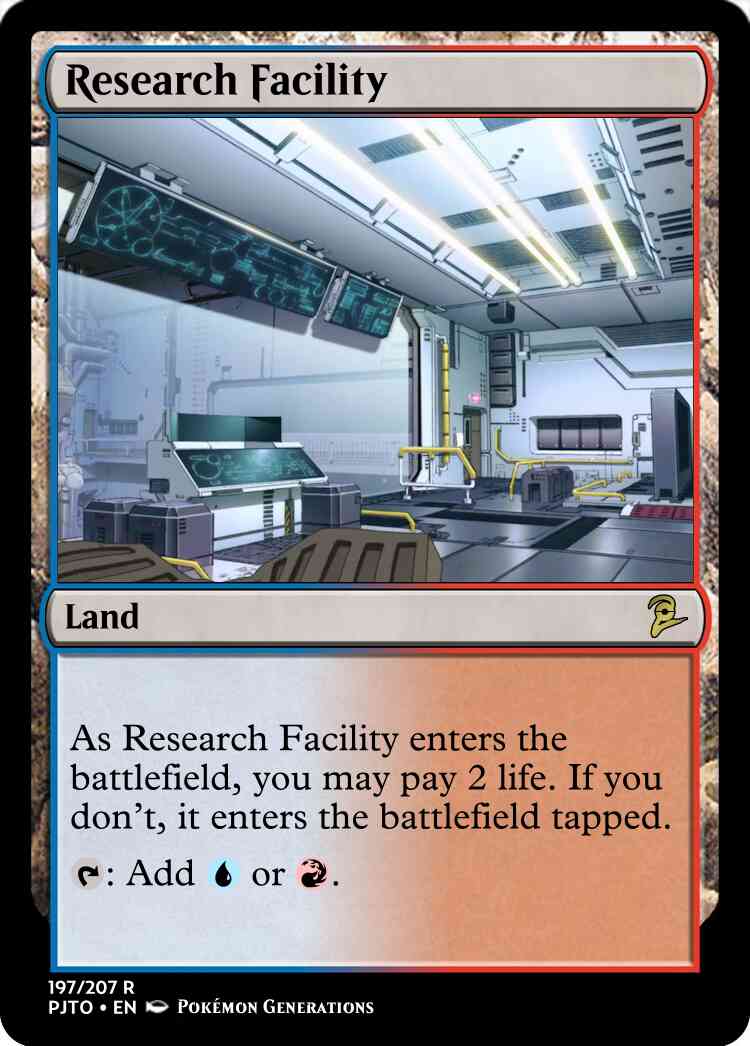 Research Facility
Land
As Research Facility enters the
battlefield, you may pay 2 life. If you
don't, it enters the battlefield tapped.
: Add or .
197/207 R
PJTO • EN Pokémon Generations